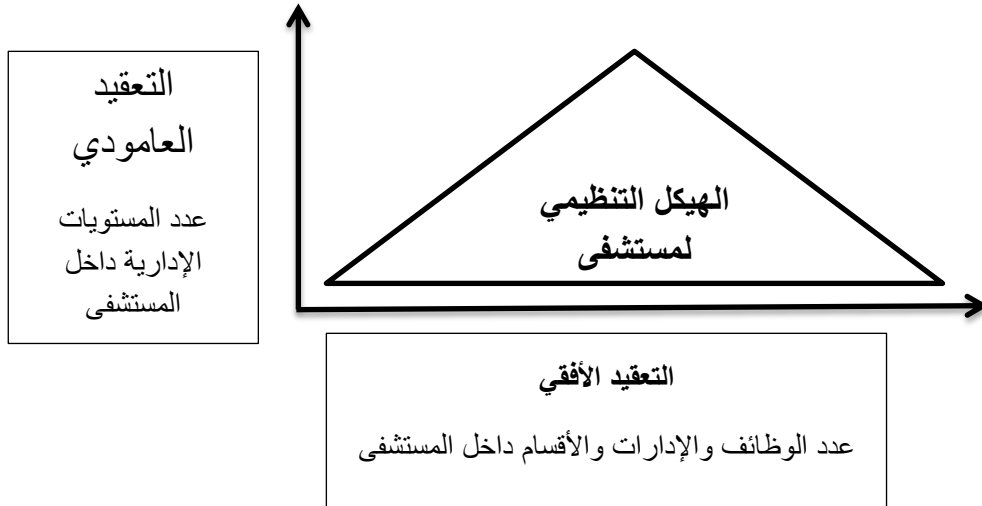 التعقيد
العامودي
عدد المستويات
الإدارية داخل
المستشفى
الهيكل التنظيمي
لمستشفى
التعقيد الأفقي
عدد الوظائف والإدارات والأقسام داخل المستشفى